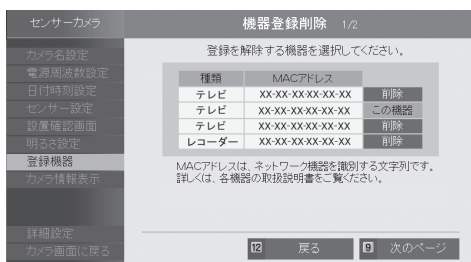 センサーカメラ
機器登録削除 1/2
カメラ名設定
電源周波数設定
日付時刻設定
センサー設定
設置確認画面
明るさ設定
登録機器
カメラ情報表示
詳細設定
カメラ画面に戻る
登録を解除する機器を選択してください。
種類 MACアドレス
テレビ XX-XX-XX-XX-XX-XX 削除
テレビ XX-XX-XX-XX-XX-XX この機器
テレビ XX-XX-XX-XX-XX-XX 削除
レコーダー XX-XX-XX-XX-XX-XX 削除
MACアドレスは、ネットワーク機器を識別する文字列です。
詳しくは、各機器の取扱説明書をご覧ください。
12 戻る 9 次のページ